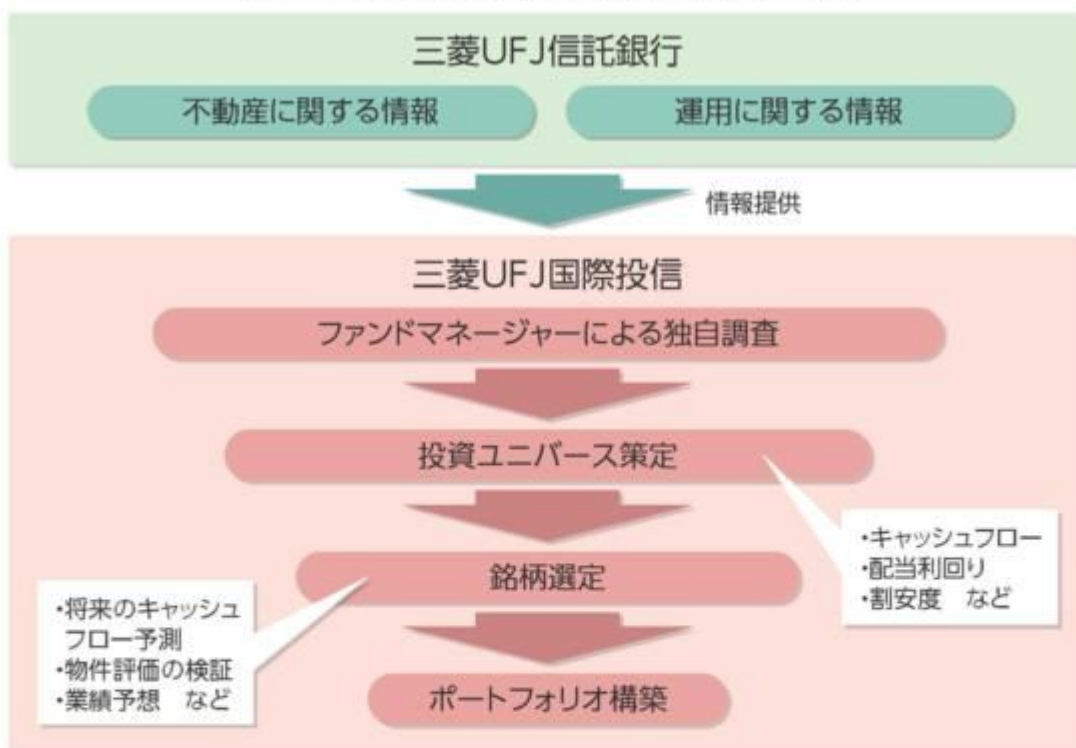 三菱UFJ信託銀行
不動産に関する情報
運用に関する情報
情報提供
三菱UFJ国際投信
ファンドマネージャーによる独自調査
投資ユニバース策定
・キャッシュフロー
・配当利回り
・割安度　など
銘柄選定
・将来のキャッシュ
フロー予測
・物件評価の検証
・業績予想　など
ポートフォリオ構築